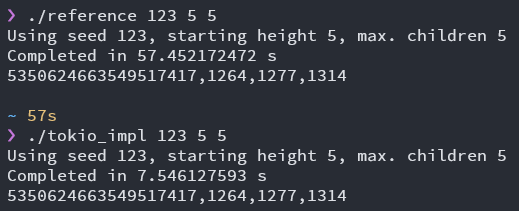 ❯ ./reference 123 5 5
Using seed 123, starting height 5, max. children 5
Completed in 57.452172472 s
5350624663549517417,1264,1277,1314
~ 57s
❯ ./tokio_impl 123 5 5
Using seed 123, starting height 5, max. children 5
Completed in 7.546127593 s
5350624663549517417,1264,1277,1314